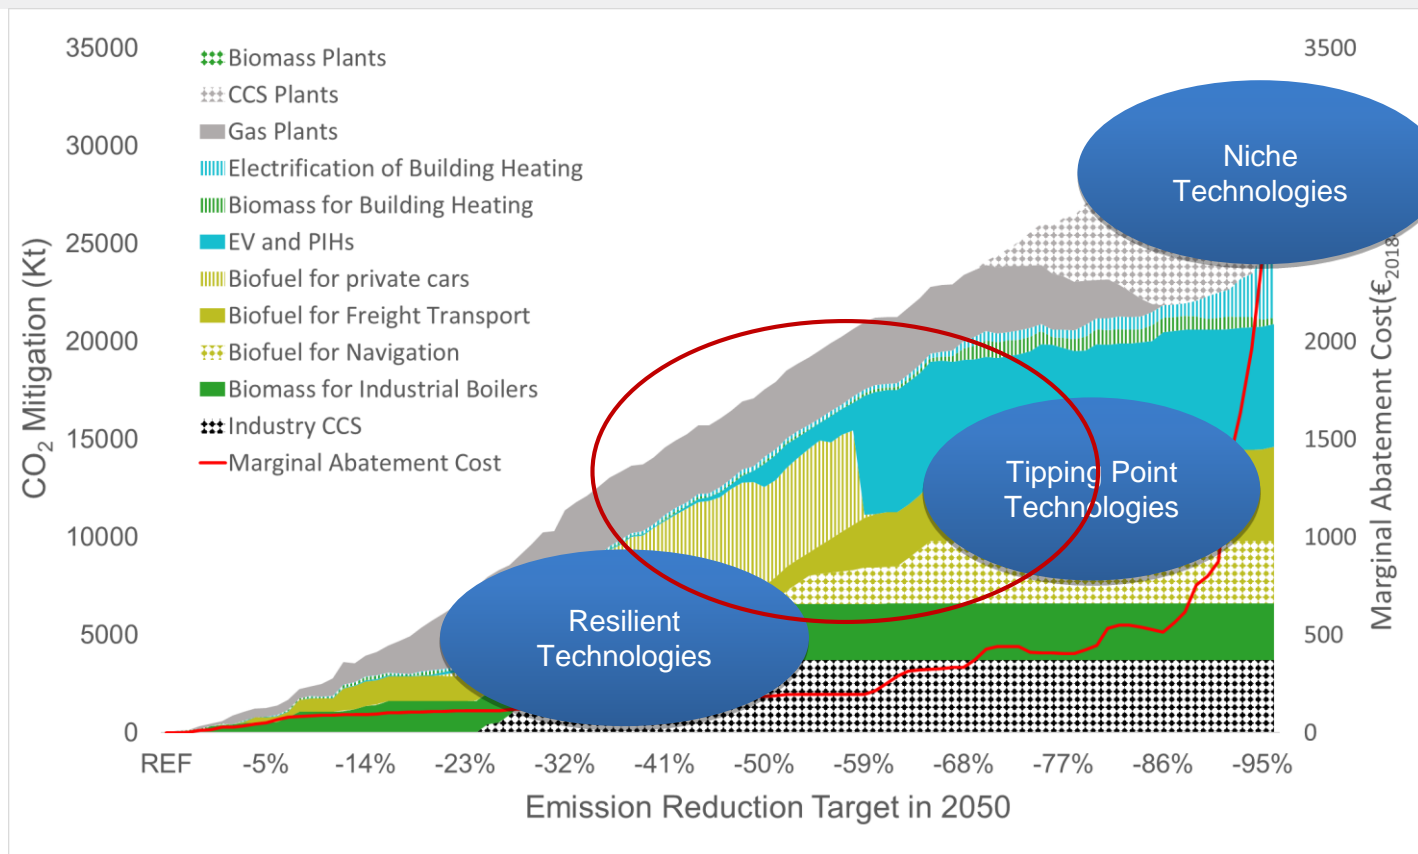 35000
30000
25000
20000
15000
10000
5000
0
CO2 Mitigation (Kt)
Biomass Plants
CCS Plants
Gas Plants
Electrification of Building Heating
Biomass for Building Heating
EV and PIHs
Biofuel for private cars
Biofuel for Freight Transport
Biofuel for Navigation
Biomass for Industrial Boilers
Industry CCS
Marginal Abatement Cost
Niche
Technologies
Tipping Point
Technologies
Resilient
Technologies
3500
2000
1500
1000
500
0
Marginal Abatement Cost(€2018
REF
-5%
-14%
-23%
-32%
-41%
-50%
-59%
-68%
-77%
-86%
-95%
Emission Reduction Target in 2050